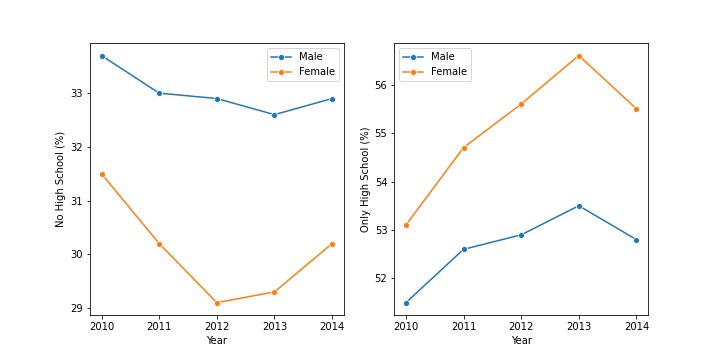 Male
Female
No High School (%)
33
32
31
30
29
2010 2011 2012 2013 2014
Year
Male
Female
Only High School (%)
56
55
54
53
52
2010 2011 2012 2013 2014
Year